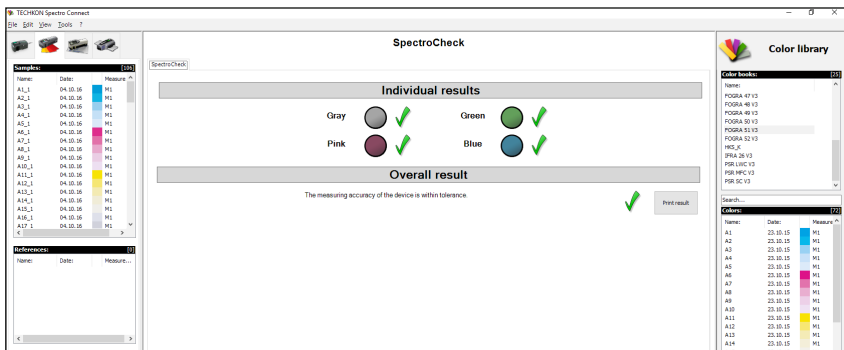 TECHKON Spectro Connect
File Edit View Tools ?
SpectroCheck
Color library
SpectroCheck
Samples: [106]
Name: Date: Measure
A1_1 04.10.16 M1
A2_1 04.10.16 M1
A3_1 04.10.16 M1
A4_1 04.10.16 M1
A5_1 04.10.16 M1
A6_1 04.10.16 M1
A7_1 04.10.16 M1
A8_1 04.10.16 M1
A9_1 04.10.16 M1
A10_1 04.10.16 M1
A11_1 04.10.16 M1
A12_1 04.10.16 M1
A13_1 04.10.16 M1
A14_1 04.10.16 M1
A15_1 04.10.16 M1
A16_1 04.10.16 M1
A17_1 04.10.16 M1
References: [0]
Name: Date: Measure...
Individual results
Gray Green
Pink Blue
Overall result
The measuring accuracy of the device is within tolerance.
Print result
Color books: [25]
Name:
FOGRA 47 V3
FOGRA 48 V3
FOGRA 49 V3
FOGRA 50 V3
FOGRA 51 V3
FOGRA 52 V3
HKS_K
IFRA 26 V3
PSR LWC V3
PSR MFC V3
PSR SC V3
Search...
Colors: [72]
Name: Date: Measure
A1 23.10.15 M1
A2 23.10.15 M1
A3 23.10.15 M1
A4 23.10.15 M1
A5 23.10.15 M1
A6 23.10.15 M1
A7 23.10.15 M1
A8 23.10.15 M1
A9 23.10.15 M1
A10 23.10.15 M1
A11 23.10.15 M1
A12 23.10.15 M1
A13 23.10.15 M1
A14 23.10.15 M1